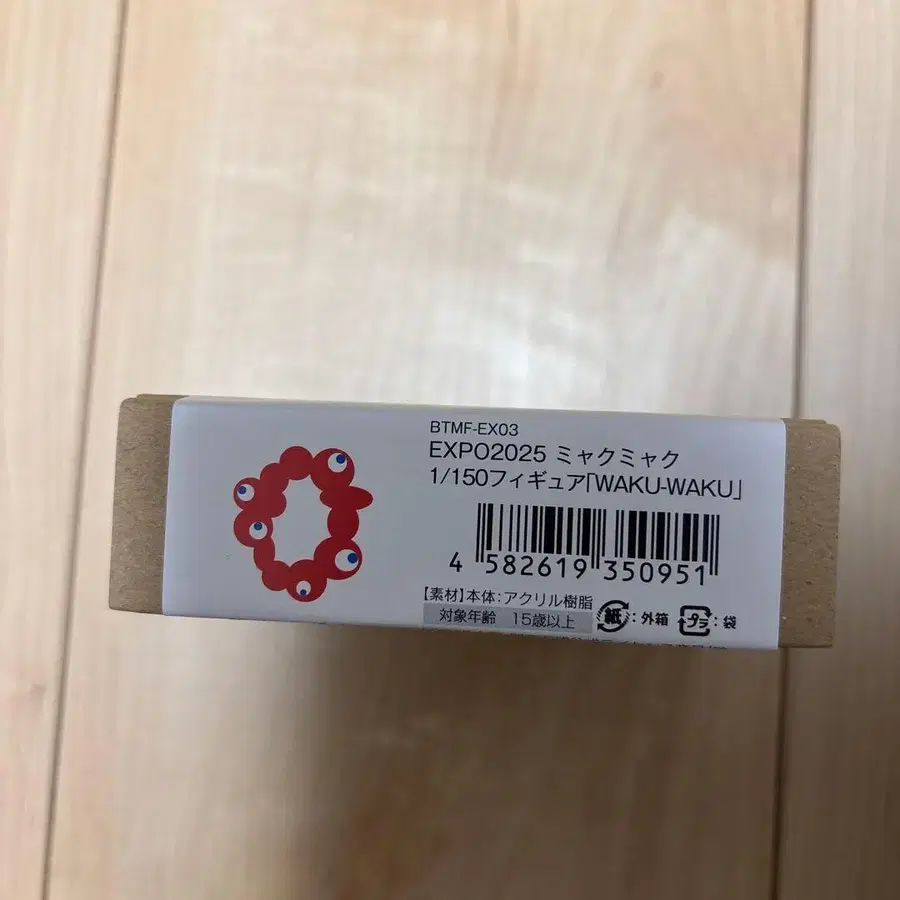 BTMF-EX03
EXPO2025 ミャクミャク
1/150フィギュア「WAKU-WAKU」
4 582619 350951
【素材】本体：アクリル樹脂
対象年齢 15歳以上
紙：外箱
プラ：袋